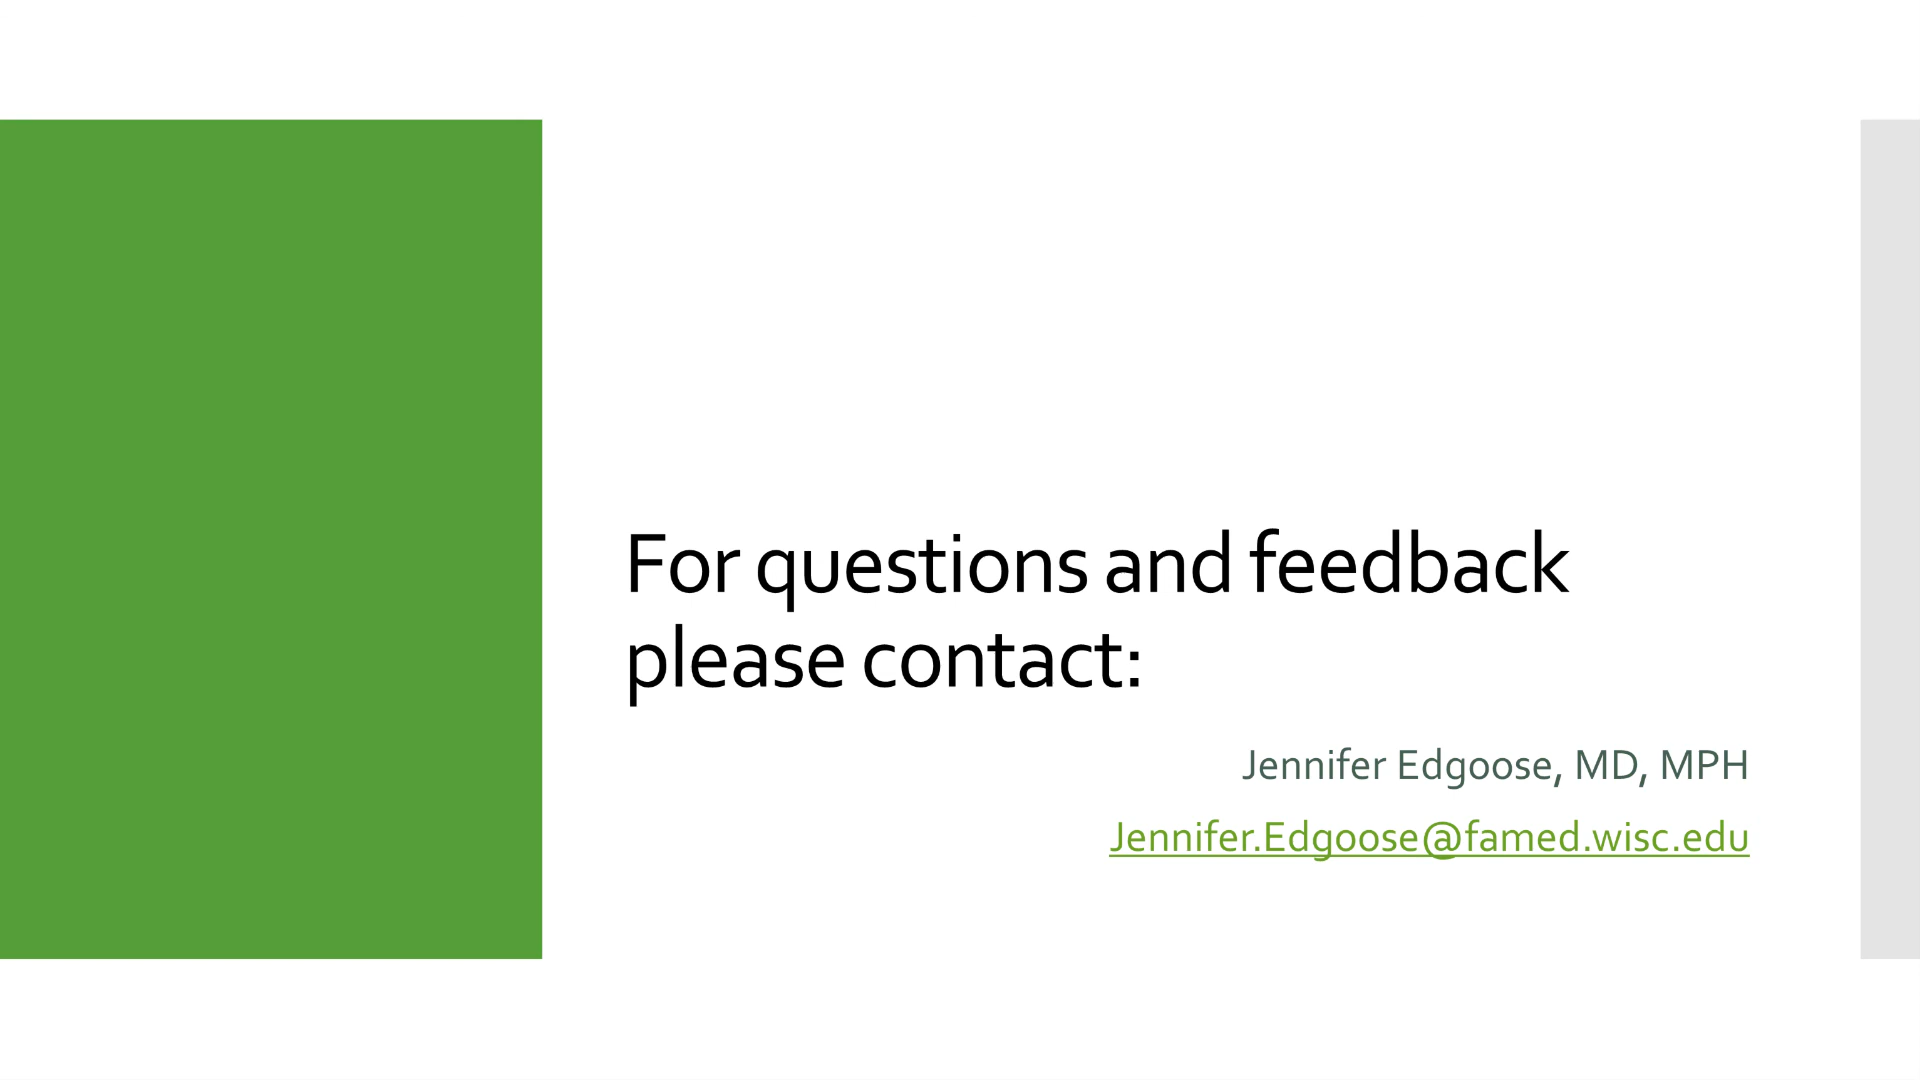 For questions and feedback
please contact:
Jennifer Edgoose, MD, MPH
Jennifer.Edgoose@famed.wisc.edu